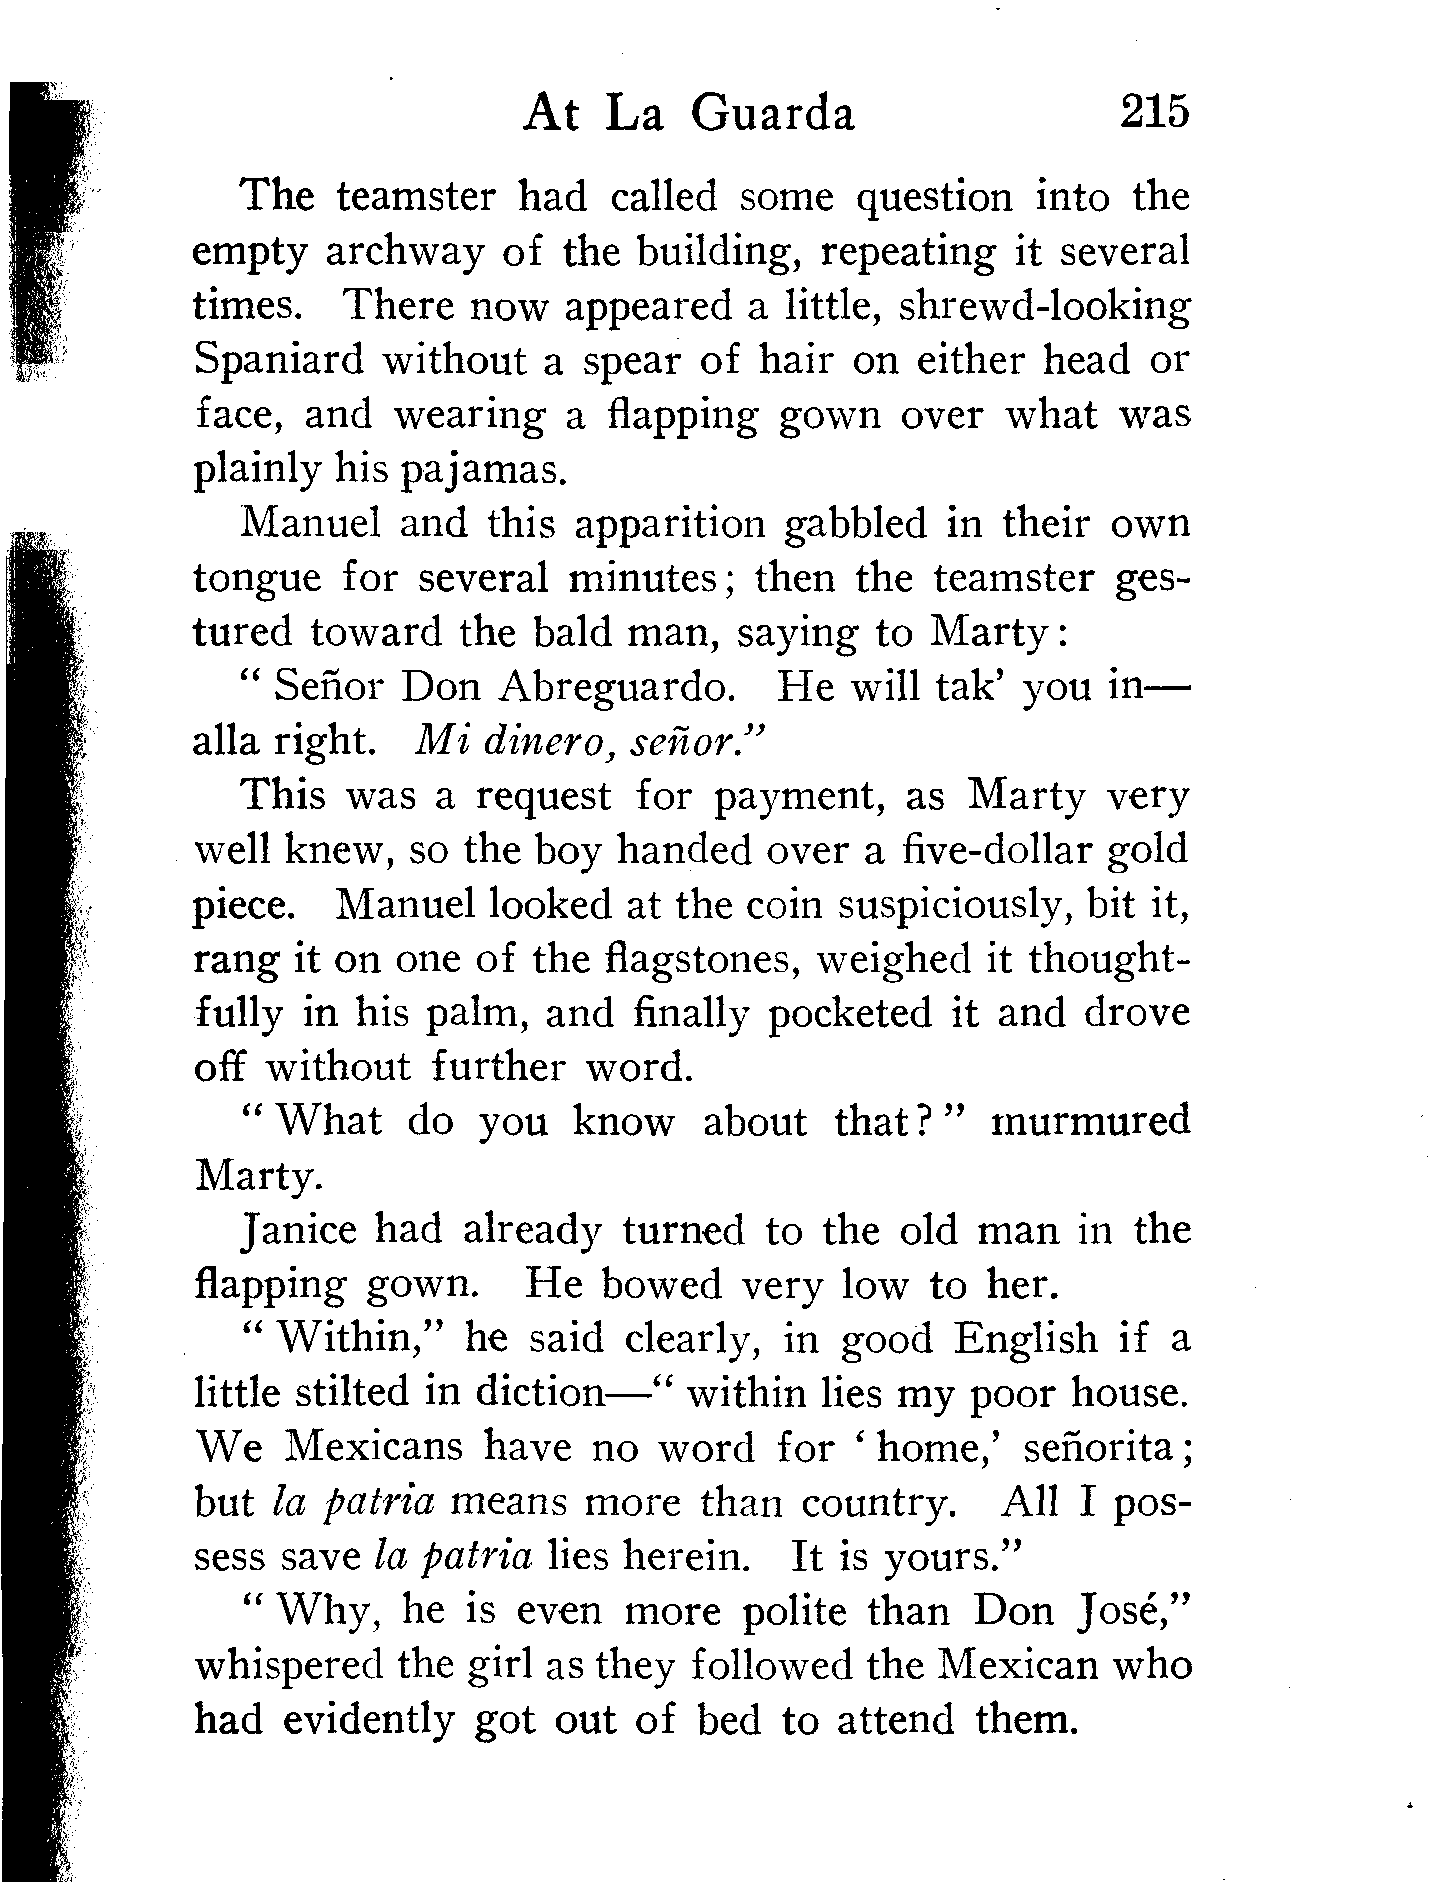 At La Guarda 215
The teamster had called some question into the
empty archway of the building, repeating it several
times. There now appeared a little, shrewd-looking
Spaniard without a spear of hair on either head or
face, and wearing a flapping gown over what was
plainly his pajamas.
Manuel and this apparition gabbled in their own
tongue for several minutes; then the teamster ges-
tured toward the bald man, saying to Marty:
“ Señor Don Abreguardo. He will tak’ you in—
alla right. Mi dinero, señor.”
This was a request for payment, as Marty very
well knew, so the boy handed over a five-dollar gold
piece. Manuel looked at the coin suspiciously, bit it,
rang it on one of the flagstones, weighed it thought-
fully in his palm, and finally pocketed it and drove
off without further word.
“ What do you know about that? ” murmured
Marty.
Janice had already turned to the old man in the
flapping gown. He bowed very low to her.
“ Within,” he said clearly, in good English if a
little stilted in diction—“ within lies my poor house.
We Mexicans have no word for ‘ home,’ señorita;
but la patria means more than country. All I pos-
sess save la patria lies herein. It is yours.”
“ Why, he is even more polite than Don José,”
whispered the girl as they followed the Mexican who
had evidently got out of bed to attend them.